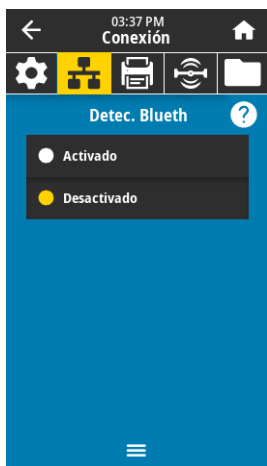 03:37 PM
Conexión
Detec. Blueth
?
Activado
Desactivado